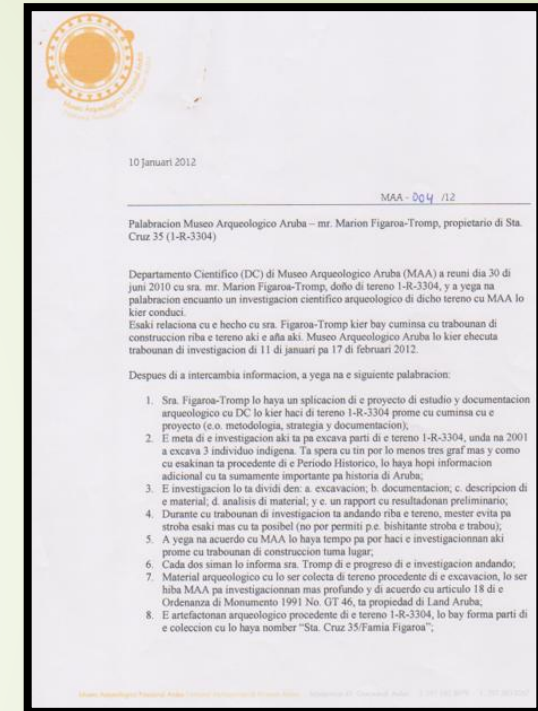 10 Januari 2012
MAA - 004 /12
Palabracion Museo Arqueologico Aruba – mr. Marion Figaroa-Tromp, propietario di Sta.
Cruz 35 (1-R-3304)
Departamento Cientifico (DC) di Museo Arqueologico Aruba (MAA) a reuni dia 30 di
juni 2010 cu sra. mr. Marion Figaroa-Tromp, doño di tereno 1-R-3304, y a yega na
palabracion encuanto un investigacion cientifico arqueologico di dicho tereno cu MAA lo
kier conduci.
Esaki relaciona cu e hecho cu sra. Figaroa-Tromp kier bay cuminsa cu trabounan di
construccion riba e tereno aki e aña aki. Museo Arqueologico Aruba lo kier ehecuta
trabounan di investigacion di 11 di januari pa 17 di februari 2012.
Despues di a intercambia informacion, a yega na e siguiente palabracion:
1. Sra. Figaroa-Tromp lo haya un splicacion di e proyecto di estudio y documentacion
arqueologico cu DC lo kier haci di tereno 1-R-3304 prome cu cuminsa cu e
proyecto (e.o. metodologia, strategia y documentacion);
2. E meta di e investigacion aki ta pa excava parti di e tereno 1-R-3304, unda na 2001
a excava 3 individuo indigena. Ta spera cu tin por lo menos tres graf mas y como
cu esakinan ta procedente di e Periodo Historico, lo haya hopi informacion
adicional cu ta sumamente importante pa historia di Aruba;
3. E investigacion lo ta dividi den: a. excavacion; b. documentacion; c. descripcion di
e material; d. analisis di material; y e. un rapport cu resultadonan preliminario;
4. Durante cu trabounan di investigacion ta andando riba e tereno, mester evita pa
stroba esaki mas cu ta posibel (no por permiti p.e. bishitante stroba e trabou);
5. A yega na acuerdo cu MAA lo haya tempo pa por haci e investigacionnan aki
prome cu trabounan di construccion tuma lugar;
6. Cada dos siman lo informa sra. Tromp di e progreso di e investigacion andando;
7. Material arqueologico cu lo ser colecta di tereno procedente di e excavacion, lo ser
hiba MAA pa investigacionnan mas profundo y di acuerdo cu articulo 18 di e
Ordenanza di Monumento 1991 No. GT 46, ta propiedad di Land Aruba;
8. E artefactonan arqueologico procedente di e tereno 1-R-3304, lo bay forma parti di
e coleccion cu lo haya nomber “Sta. Cruz 35/Famia Figaroa”;